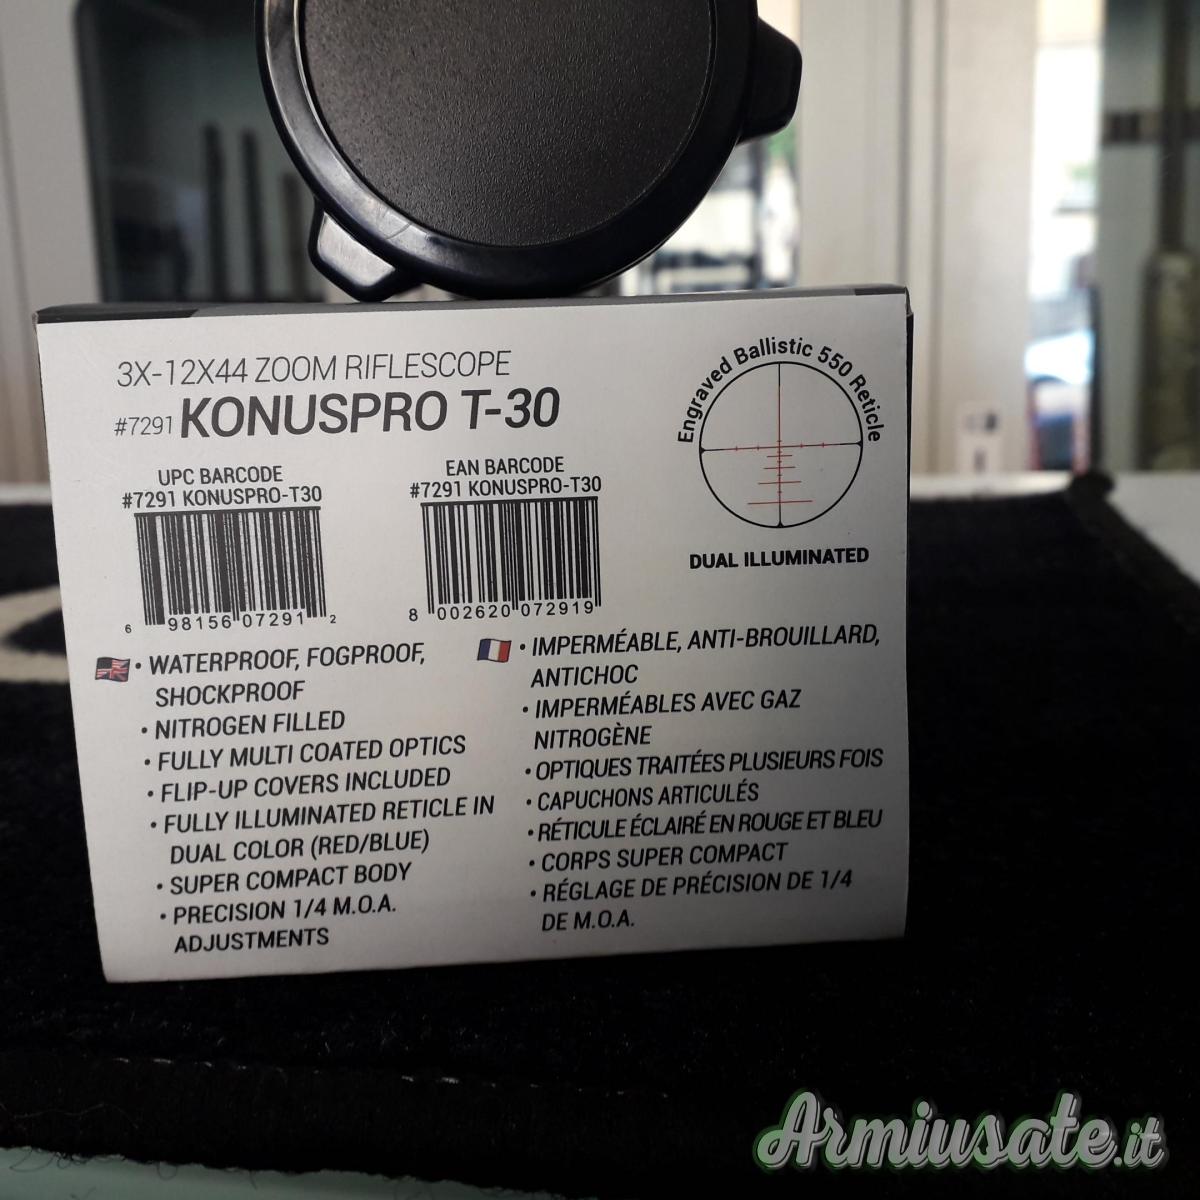 3X-12X44 ZOOM RIFLESCOPE
#7291 KONUSPRO T-30
Engraved Ballistic 550 Reticle
DUAL ILLUMINATED
UPC BARCODE
#7291 KONUSPRO-T30
6 98156 07291 2
EAN BARCODE
#7291 KONUSPRO-T30
8 002620 072919
• WATERPROOF, FOGPROOF,
SHOCKPROOF
• NITROGEN FILLED
• FULLY MULTI COATED OPTICS
• FLIP-UP COVERS INCLUDED
• FULLY ILLUMINATED RETICLE IN
DUAL COLOR (RED/BLUE)
• SUPER COMPACT BODY
• PRECISION 1/4 M.O.A.
ADJUSTMENTS
• IMPERMÉABLE, ANTI-BROUILLARD,
ANTICHOC
• IMPERMÉABLES AVEC GAZ
NITROGÈNE
• OPTIQUES TRAITÉES PLUSIEURS FOIS
• CAPUCHONS ARTICULÉS
• RÉTICULE ÉCLAIRÉ EN ROUGE ET BLEU
• CORPS SUPER COMPACT
• RÉGLAGE DE PRÉCISION DE 1/4
DE M.O.A.
Armiusate.it